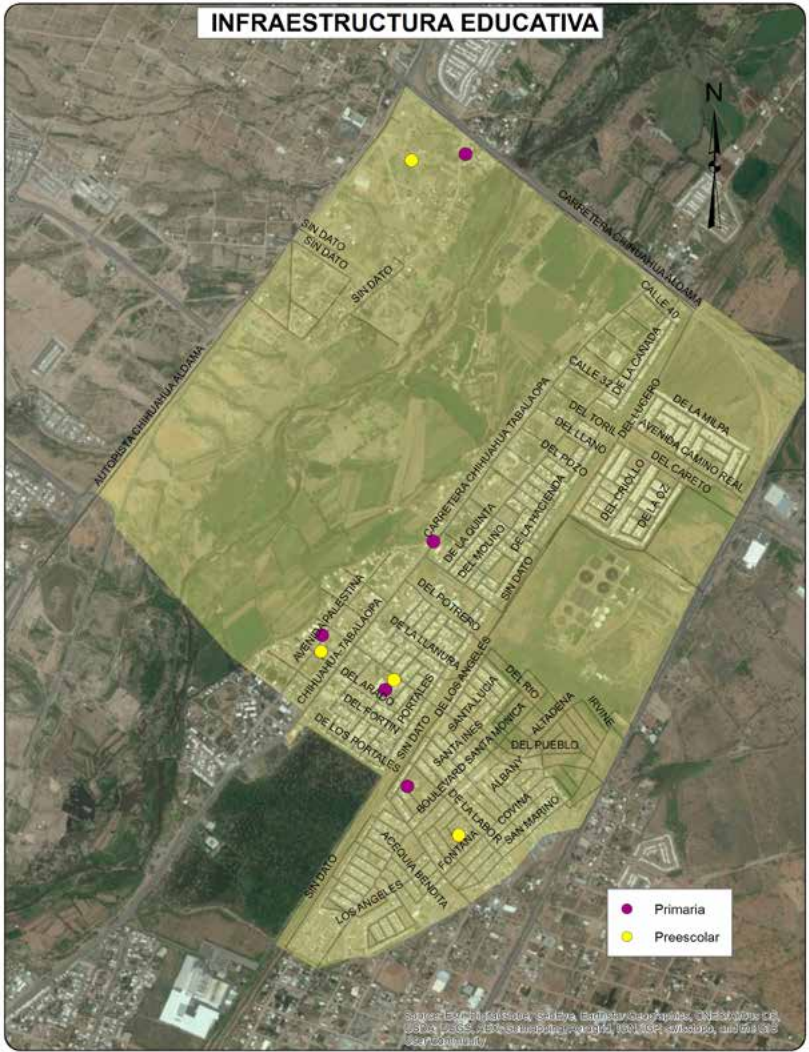 INFRAESTRUCTURA EDUCATIVA
N
CARRETERA CHIHUAHUA ALDAMA
SIN DATO
SIN DATO
SIN DATO
CALLE 40
AUTOPISTA CHIHUAHUA ALDAMA
CALLE 32
DE LA CAÑADA
CARRETERA CHIHUAHUA TABALAOPA
DEL LUCERO
DE LA MILPA
DEL TORIL
AVENIDA CAMINO REAL
DEL LLANO
DEL POZO
DEL CARETO
DEL CRIOLLO
DE LA OZ
DE LA HACIENDA
DE LA QUINTA
DEL MOLINO
SIN DATO
AVENIDA PALESTINA
CHIHUAHUA-TABALAOPA
DEL POTRERO
DE LA LLANURA
DE LOS ANGELES
DEL RIO
DEL ARADO
PORTALES
DEL FORTIN
DE LOS PORTALES
SIN DATO
SANTA LUCIA
SANTA INES
BOULEVARD SANTA MONICA
ALTADENA
IRVINE
DEL PUEBLO
ALBANY
DE LA LABOR
COVINA
SAN MARINO
FONTANA
ACEQUIA BENDITA
LOS ANGELES
SIN DATO
Primaria
Preescolar
User Community